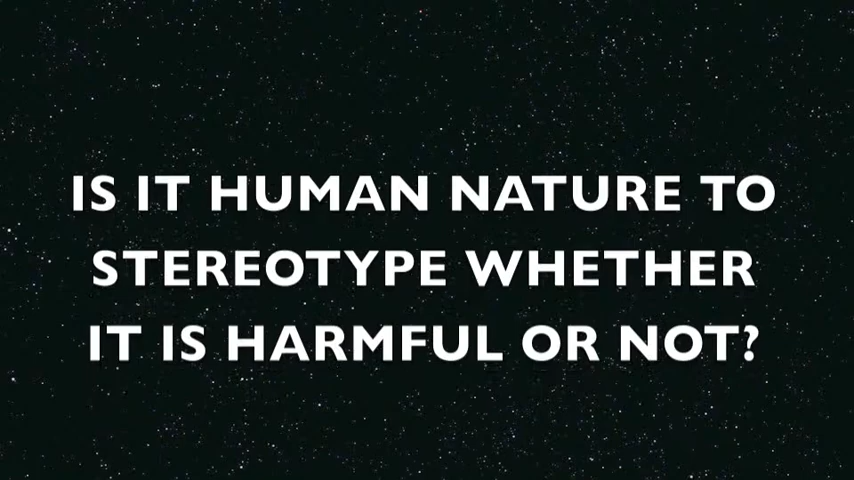 IS IT HUMAN NATURE TO
STEREOTYPE WHETHER
IT IS HARMFUL OR NOT?